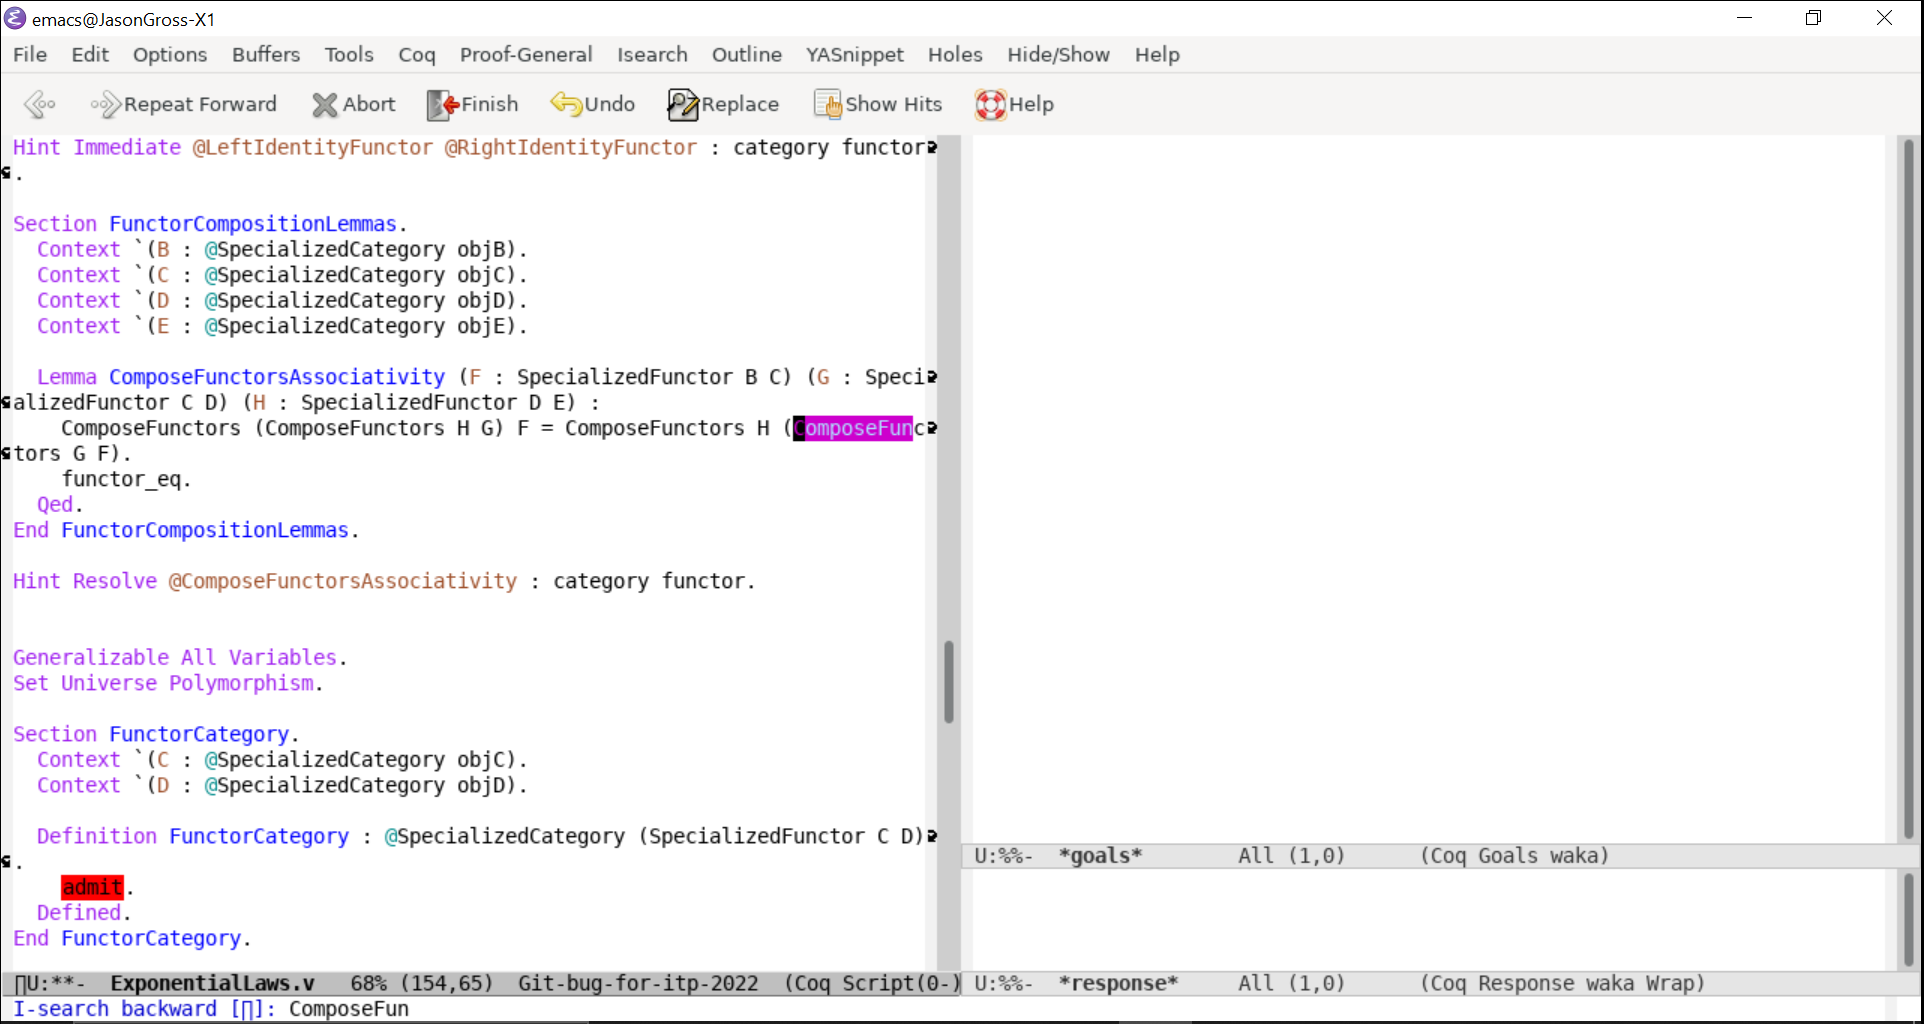 emacs@JasonGross-X1
File Edit Options Buffers Tools Coq Proof-General Isearch Outline YASnippet Holes Hide/Show Help
Repeat Forward Abort Finish Undo Replace Show Hits Help
Hint Immediate @LeftIdentityFunctor @RightIdentityFunctor : category functor
.
Section FunctorCompositionLemmas.
  Context `(B : @SpecializedCategory objB).
  Context `(C : @SpecializedCategory objC).
  Context `(D : @SpecializedCategory objD).
  Context `(E : @SpecializedCategory objE).
  Lemma ComposeFunctorsAssociativity (F : SpecializedFunctor B C) (G : Speci
alizedFunctor C D) (H : SpecializedFunctor D E) :
    ComposeFunctors (ComposeFunctors H G) F = ComposeFunctors H (ComposeFunc
tors G F).
    functor_eq.
  Qed.
End FunctorCompositionLemmas.
Hint Resolve @ComposeFunctorsAssociativity : category functor.
Generalizable All Variables.
Set Universe Polymorphism.
Section FunctorCategory.
  Context `(C : @SpecializedCategory objC).
  Context `(D : @SpecializedCategory objD).
  Definition FunctorCategory : @SpecializedCategory (SpecializedFunctor C D)
.
    admit.
  Defined.
End FunctorCategory.
U:**-  ExponentialLaws.v   68% (154,65)  Git-bug-for-itp-2022  (Coq Script(0-)
I-search backward []: ComposeFun
U:%%-  *goals*        All (1,0)      (Coq Goals waka)
U:%%-  *response*     All (1,0)      (Coq Response waka Wrap)